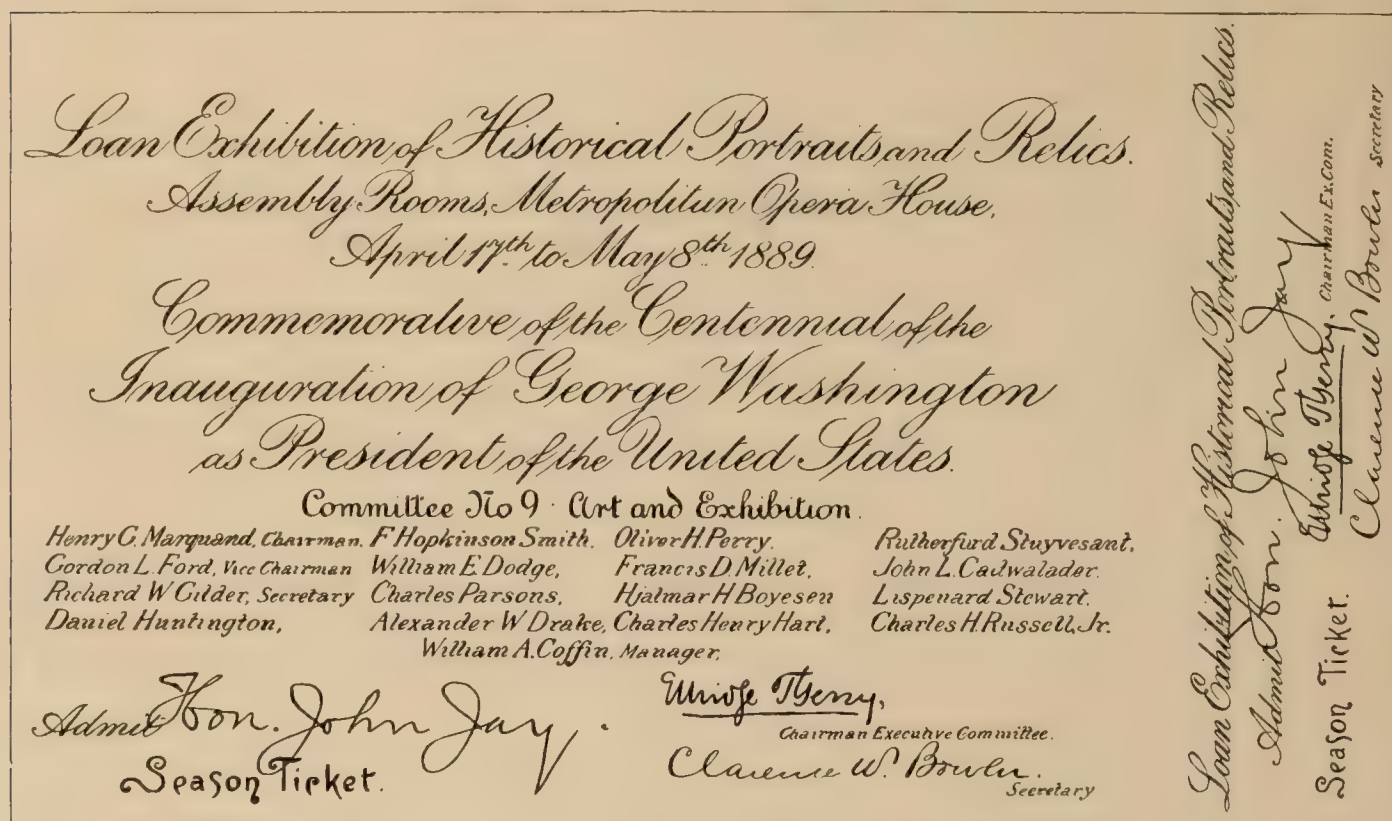 Loan Exhibition of Historical Portraits and Relics.
Assembly Rooms, Metropolitan Opera House,
April 17th to May 8th 1889.
Commemorative of the Centennial of the
Inauguration of George Washington
as President of the United States.
Committee No 9 · Art and Exhibition.
Henry G. Marquand, Chairman. F Hopkinson Smith. Oliver H. Perry. Rutherfurd Stuyvesant,
Gordon L. Ford, Vice Chairman William E. Dodge, Francis D. Millet, John L. Cadwalader.
Richard W Gilder, Secretary Charles Parsons, Hjalmar H Boyesen Lispenard Stewart.
Daniel Huntington, Alexander W Drake, Charles Henry Hart, Charles H. Russell, Jr.
William A. Coffin, Manager,
Admit Hon. John Jay.
Season Ticket.
Elbridge T Gerry,
Chairman Executive Committee.
Clarence W. Bowen.
Secretary
Loan Exhibition of Historical Portraits and Relics.
Admit Hon. John Jay
Season Ticket. Elbridge T Gerry. Chairman Ex. Com.
Clarence W Bowen Secretary